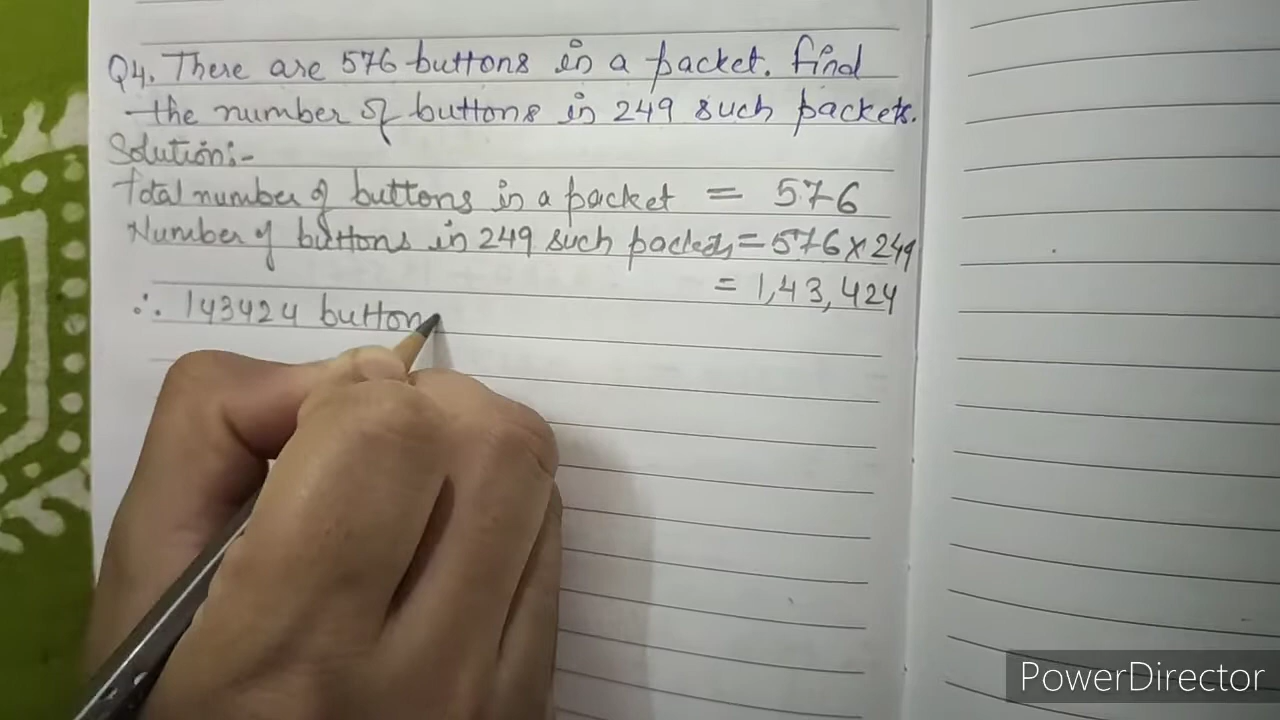 Q4. There are 576 buttons in a packet. find
the number of buttons in 249 such packets.
Solution:-
Total number of buttons in a packet = 576
Number of buttons in 249 such packets = 576 x 249
= 1,43,424
∴ 143424 button
PowerDirector